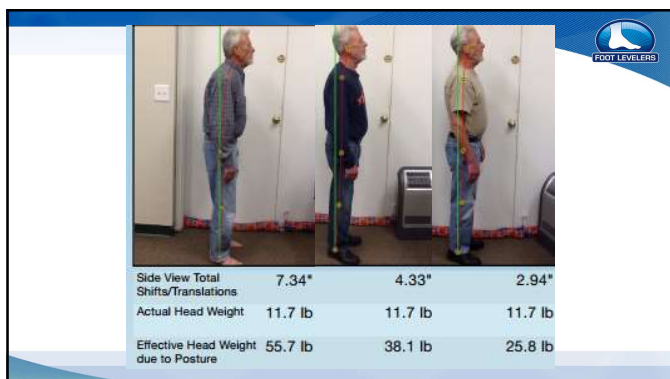 FOOT LEVELERS
Side View Total
Shifts/Translations
7.34" 4.33" 2.94"
Actual Head Weight 11.7 lb 11.7 lb 11.7 lb
Effective Head Weight
due to Posture
55.7 lb 38.1 lb 25.8 lb